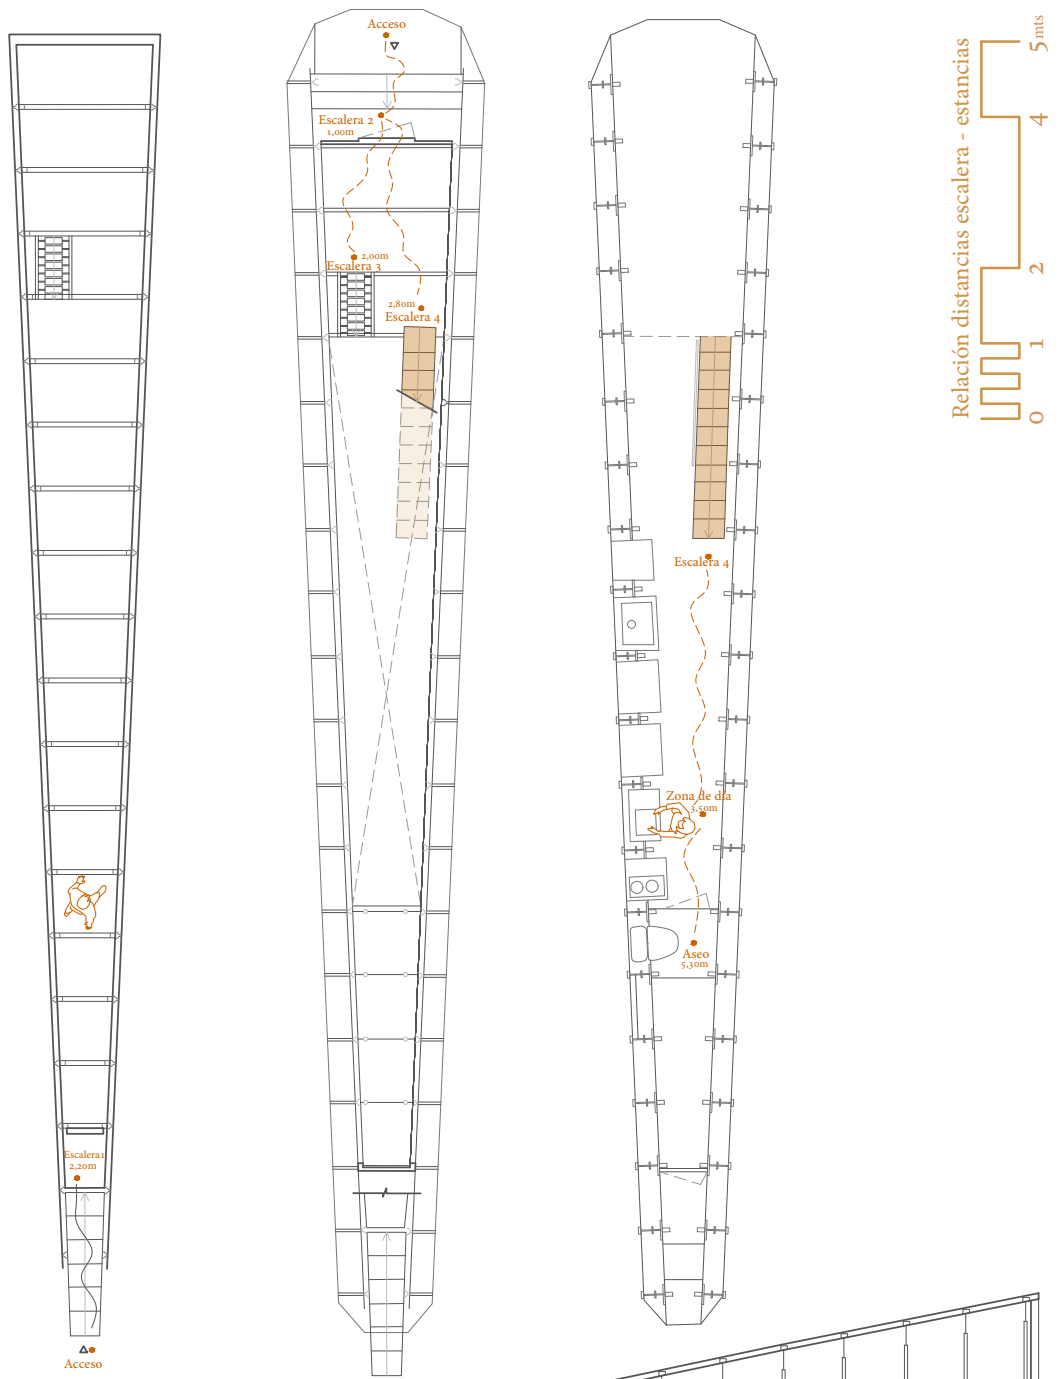 Acceso
Escalera 2
1,00m
2,00m
Escalera 3
2,80m
Escalera 4
Escalera 4
Zona de día
3,50m
Aseo
5,30m
Escalera1
2,20m
Acceso
Relación distancias escalera - estancias
0 1 2 4 5 mts